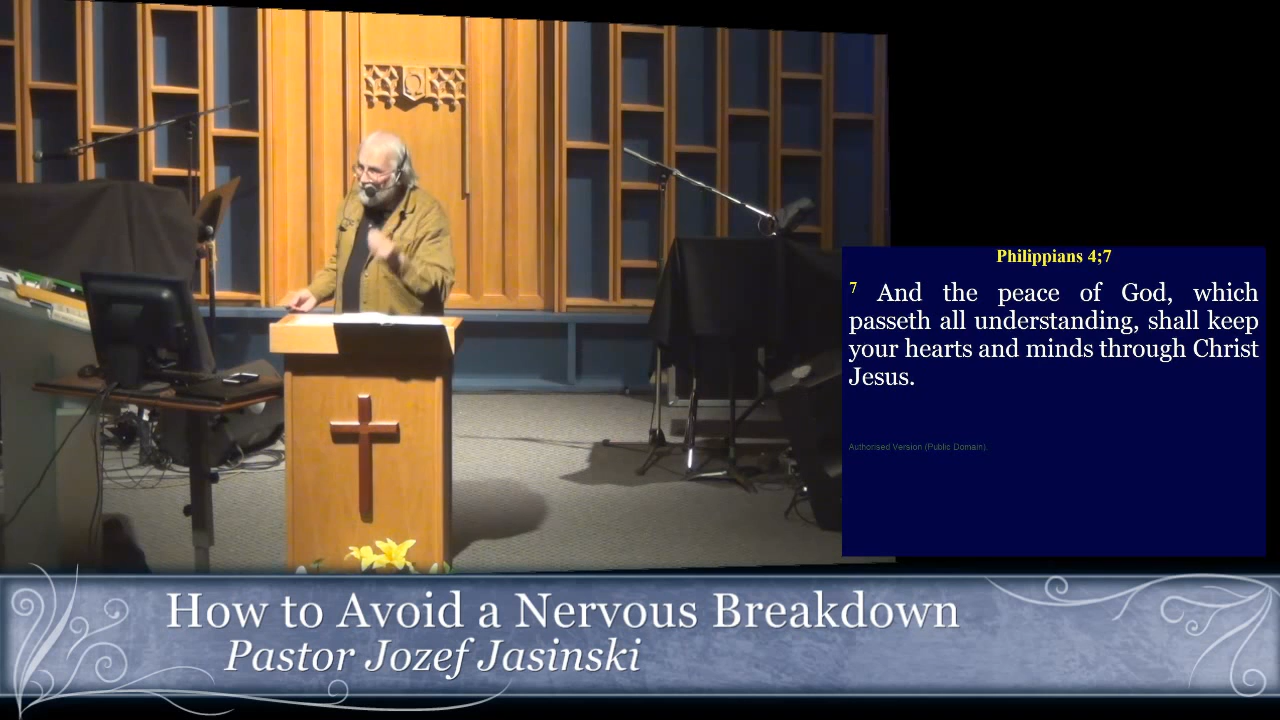 Philippians 4;7
7 And the peace of God, which
passeth all understanding, shall keep
your hearts and minds through Christ
Jesus.
Authorised Version (Public Domain)
How to Avoid a Nervous Breakdown
Pastor Jozef Jasinski